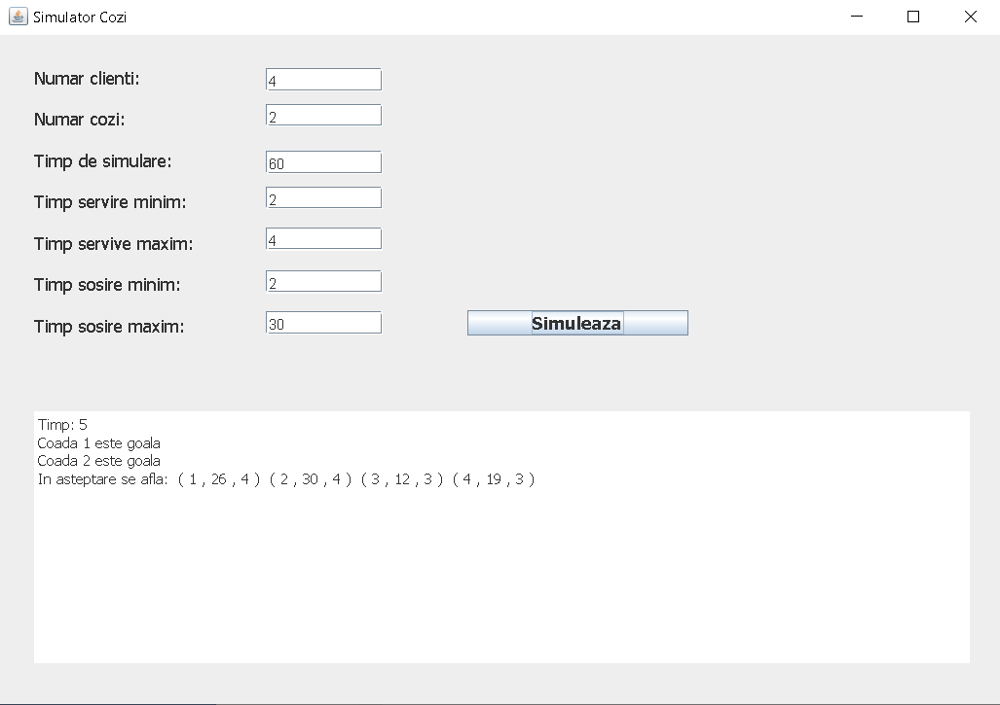 Simulator Cozi
Numar clienti: 4
Numar cozi: 2
Timp de simulare: 60
Timp servire minim: 2
Timp servive maxim: 4
Timp sosire minim: 2
Timp sosire maxim: 30 Simuleaza
Timp: 5
Coada 1 este goala
Coada 2 este goala
In asteptare se afla: ( 1 , 26 , 4 ) ( 2 , 30 , 4 ) ( 3 , 12 , 3 ) ( 4 , 19 , 3 )